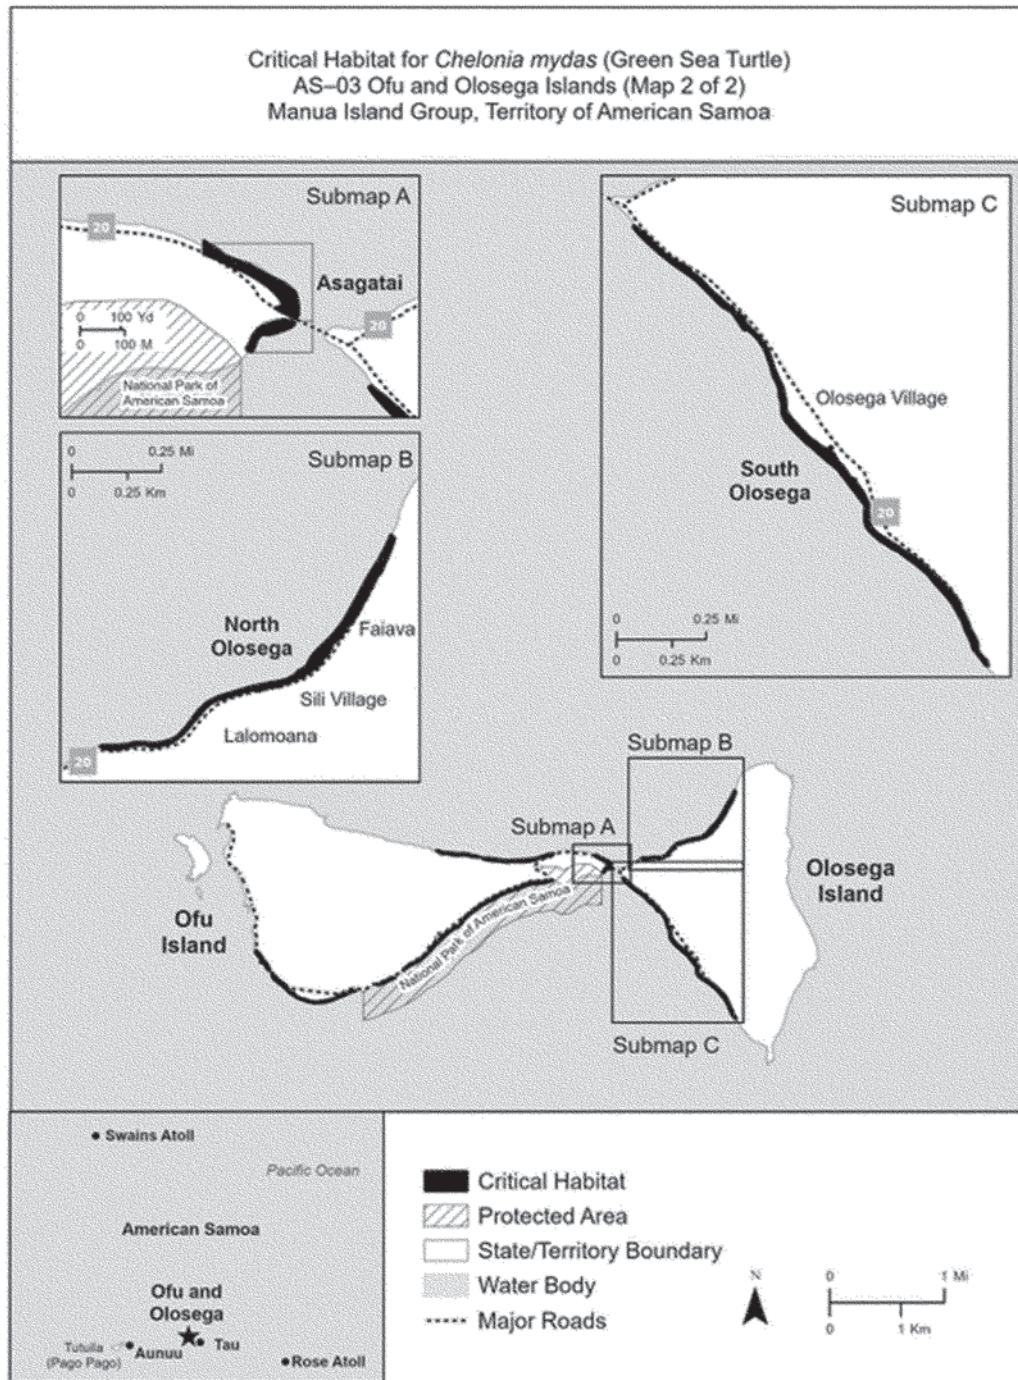 Critical Habitat for Chelonia mydas (Green Sea Turtle)
AS–03 Ofu and Olosega Islands (Map 2 of 2)
Manua Island Group, Territory of American Samoa
Submap A
20
Asagatai
20
0 100 Yd
0 100 M
National Park of
American Samoa
Submap C
Olosega Village
South
Olosega
20
0 0.25 Mi
0 0.25 Km
0 0.25 Mi
0 0.25 Km
Submap B
North
Olosega
Faiava
Sili Village
Lalomoana
20
Submap B
Submap A
Ofu
Island
National Park of American Samoa
Olosega
Island
Submap C
Swains Atoll
Pacific Ocean
American Samoa
Ofu and
Olosega
Tutuila
(Pago Pago)
Aunuu
Tau
Rose Atoll
Critical Habitat
Protected Area
State/Territory Boundary
Water Body
Major Roads
N
0 1 Mi
0 1 Km